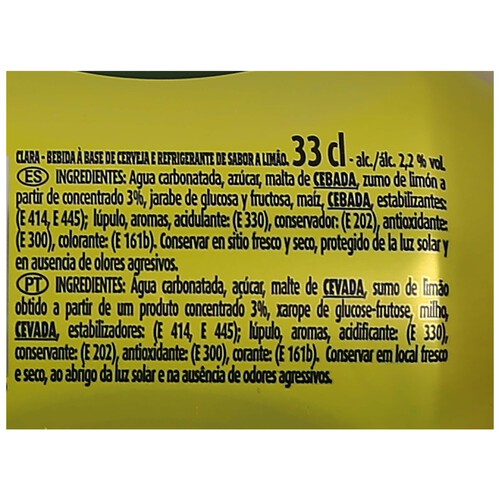 CLARA - BEBIDA À BASE DE CERVEJA E REFRIGERANTE DE SABOR A LIMÃO. 33 cl - alc./álc. 2,2 % vol.
ES INGREDIENTES: Agua carbonatada, azúcar, malta de CEBADA, zumo de limón a
partir de concentrado 3%, jarabe de glucosa y fructosa, maíz, CEBADA, estabilizantes:
(E 414, E 445); lúpulo, aromas, acidulante: (E 330), conservador: (E 202), antioxidante:
(E 300), colorante: (E 161b). Conservar en sitio fresco y seco, protegido de la luz solar y
en ausencia de olores agresivos.
PT INGREDIENTES: Água carbonatada, açúcar, malte de CEVADA, sumo de limão
obtido a partir de um produto concentrado 3%, xarope de glucose-frutose, milho,
CEVADA, estabilizadores: (E 414, E 445); lúpulo, aromas, acidificante: (E 330),
conservante: (E 202), antioxidante: (E 300), corante: (E 161b). Conservar em local fresco
e seco, ao abrigo da luz solar e na ausência de odores agressivos.